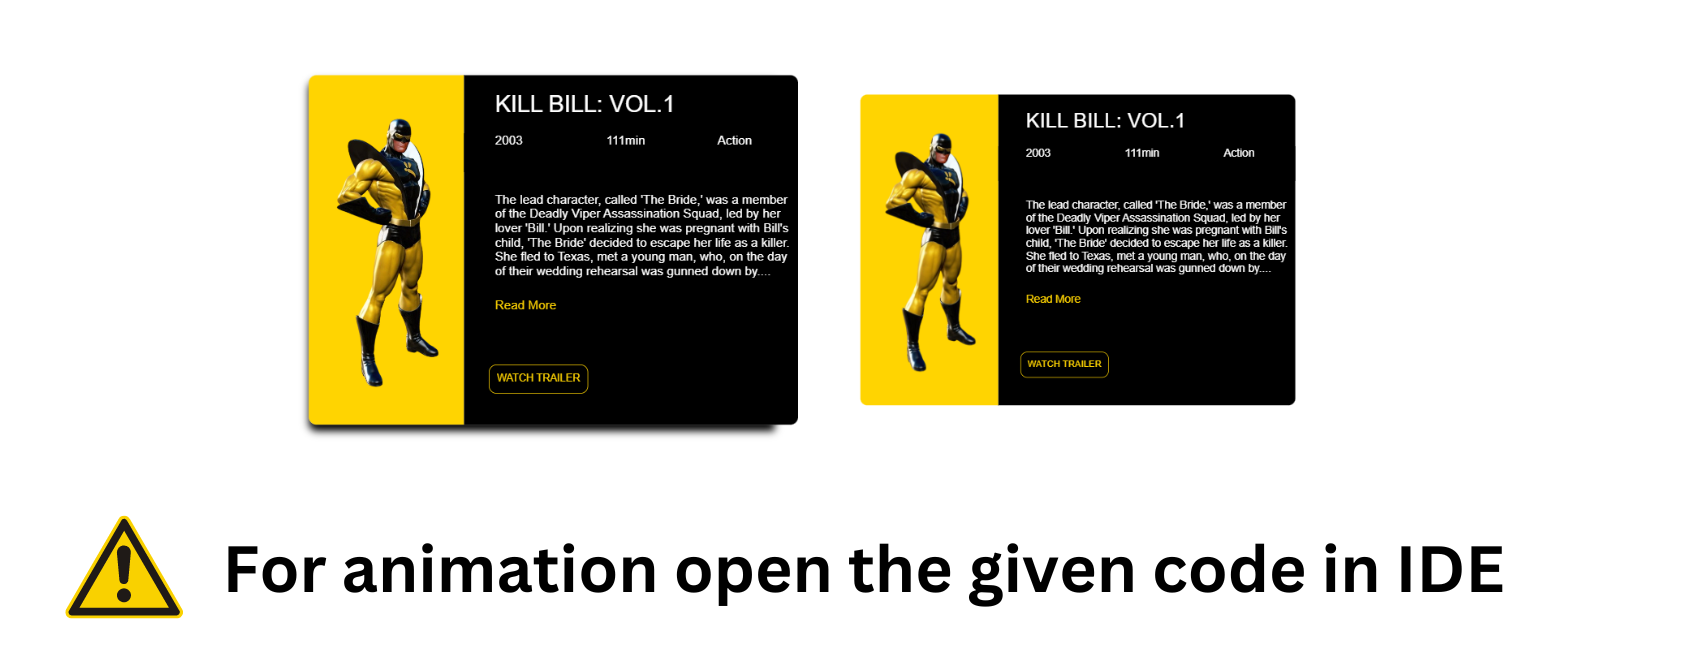 KILL BILL: VOL.1
2003 111min Action
The lead character, called 'The Bride,' was a member
of the Deadly Viper Assassination Squad, led by her
lover 'Bill.' Upon realizing she was pregnant with Bill's
child, 'The Bride' decided to escape her life as a killer.
She fled to Texas, met a young man, who, on the day
of their wedding rehearsal was gunned down by....
Read More
WATCH TRAILER
KILL BILL: VOL.1
2003 111min Action
The lead character, called 'The Bride,' was a member
of the Deadly Viper Assassination Squad, led by her
lover 'Bill.' Upon realizing she was pregnant with Bill's
child, 'The Bride' decided to escape her life as a killer.
She fled to Texas, met a young man, who, on the day
of their wedding rehearsal was gunned down by....
Read More
WATCH TRAILER
For animation open the given code in IDE